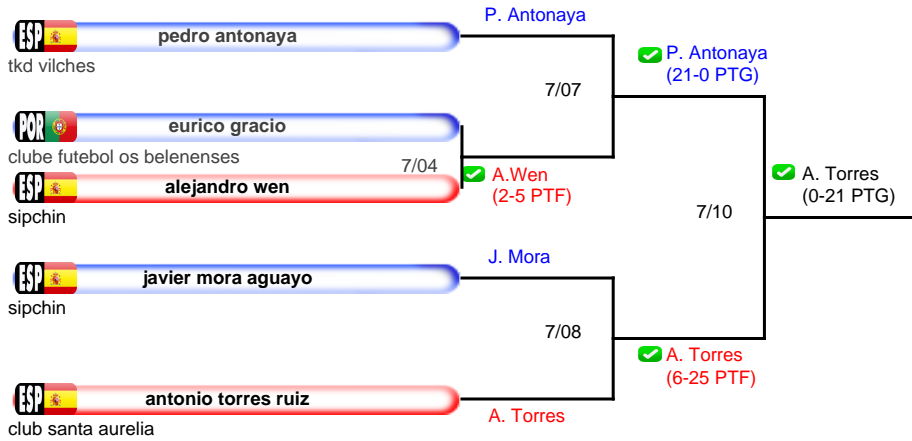 P. Antonaya
ESP
pedro antonaya
tkd vilches
P. Antonaya
(21-0 PTG)
7/07
POR
eurico gracio
clube futebol os belenenses
7/04
A.Wen
(2-5 PTF)
ESP
alejandro wen
sipchin
A. Torres
(0-21 PTG)
7/10
J. Mora
ESP
javier mora aguayo
sipchin
7/08
A. Torres
(6-25 PTF)
ESP
antonio torres ruiz
A. Torres
club santa aurelia